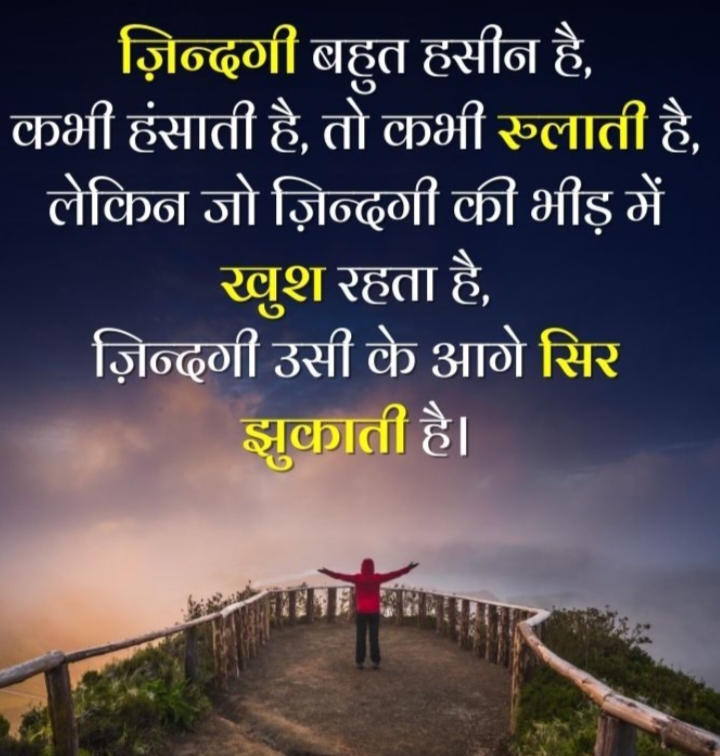 ज़िन्दगी बहुत हसीन है,
कभी हंसाती है, तो कभी रुलाती है,
लेकिन जो ज़िन्दगी की भीड़ में
खुश रहता है,
ज़िन्दगी उसी के आगे सिर
झुकाती है।